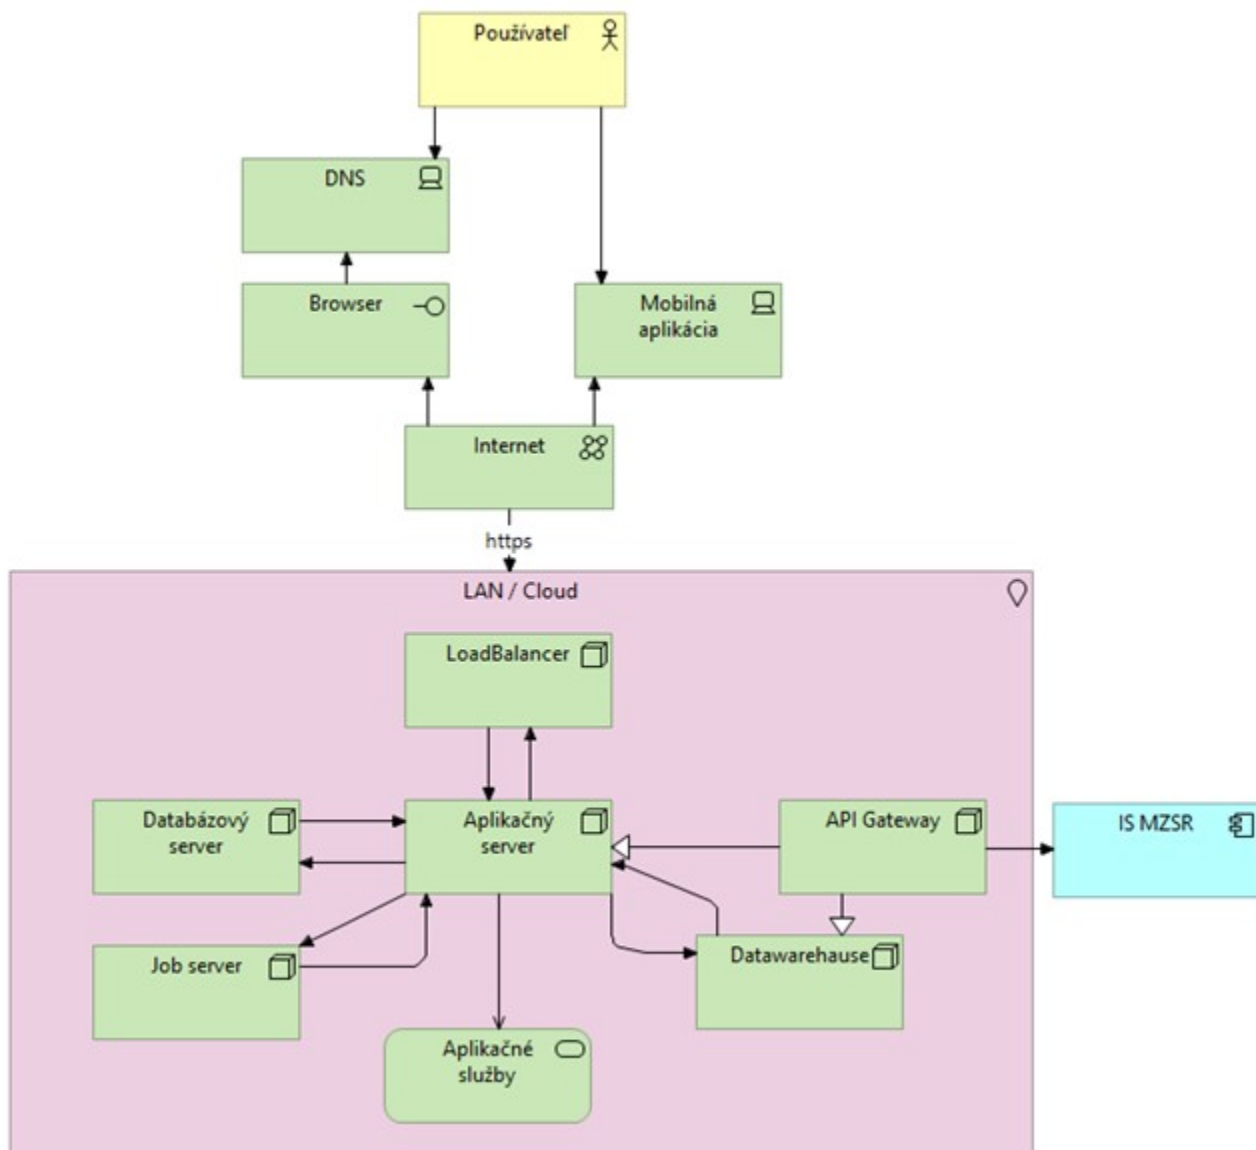 Používateľ
DNS
Browser
Mobilná
aplikácia
Internet
https
LAN / Cloud
LoadBalancer
Databázový
server
Aplikačný
server
API Gateway
IS MZSR
Job server
Datawarehause
Aplikačné
služby